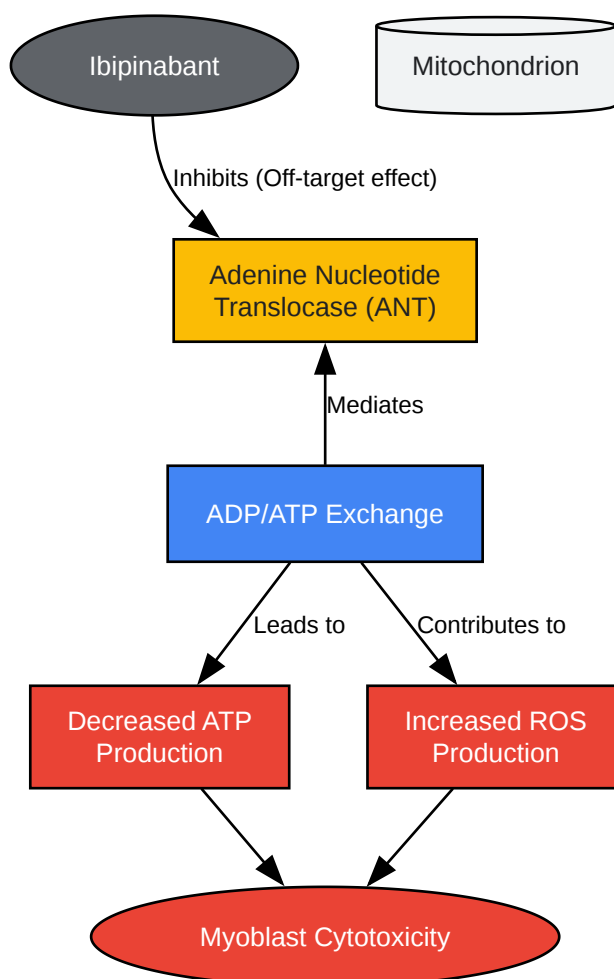 Ibipinabant
Mitochondrion
Inhibits (Off-target effect)
Adenine Nucleotide
Translocase (ANT)
Mediates
ADP/ATP Exchange
Leads to
Contributes to
Decreased ATP
Production
Increased ROS
Production
Myoblast Cytotoxicity